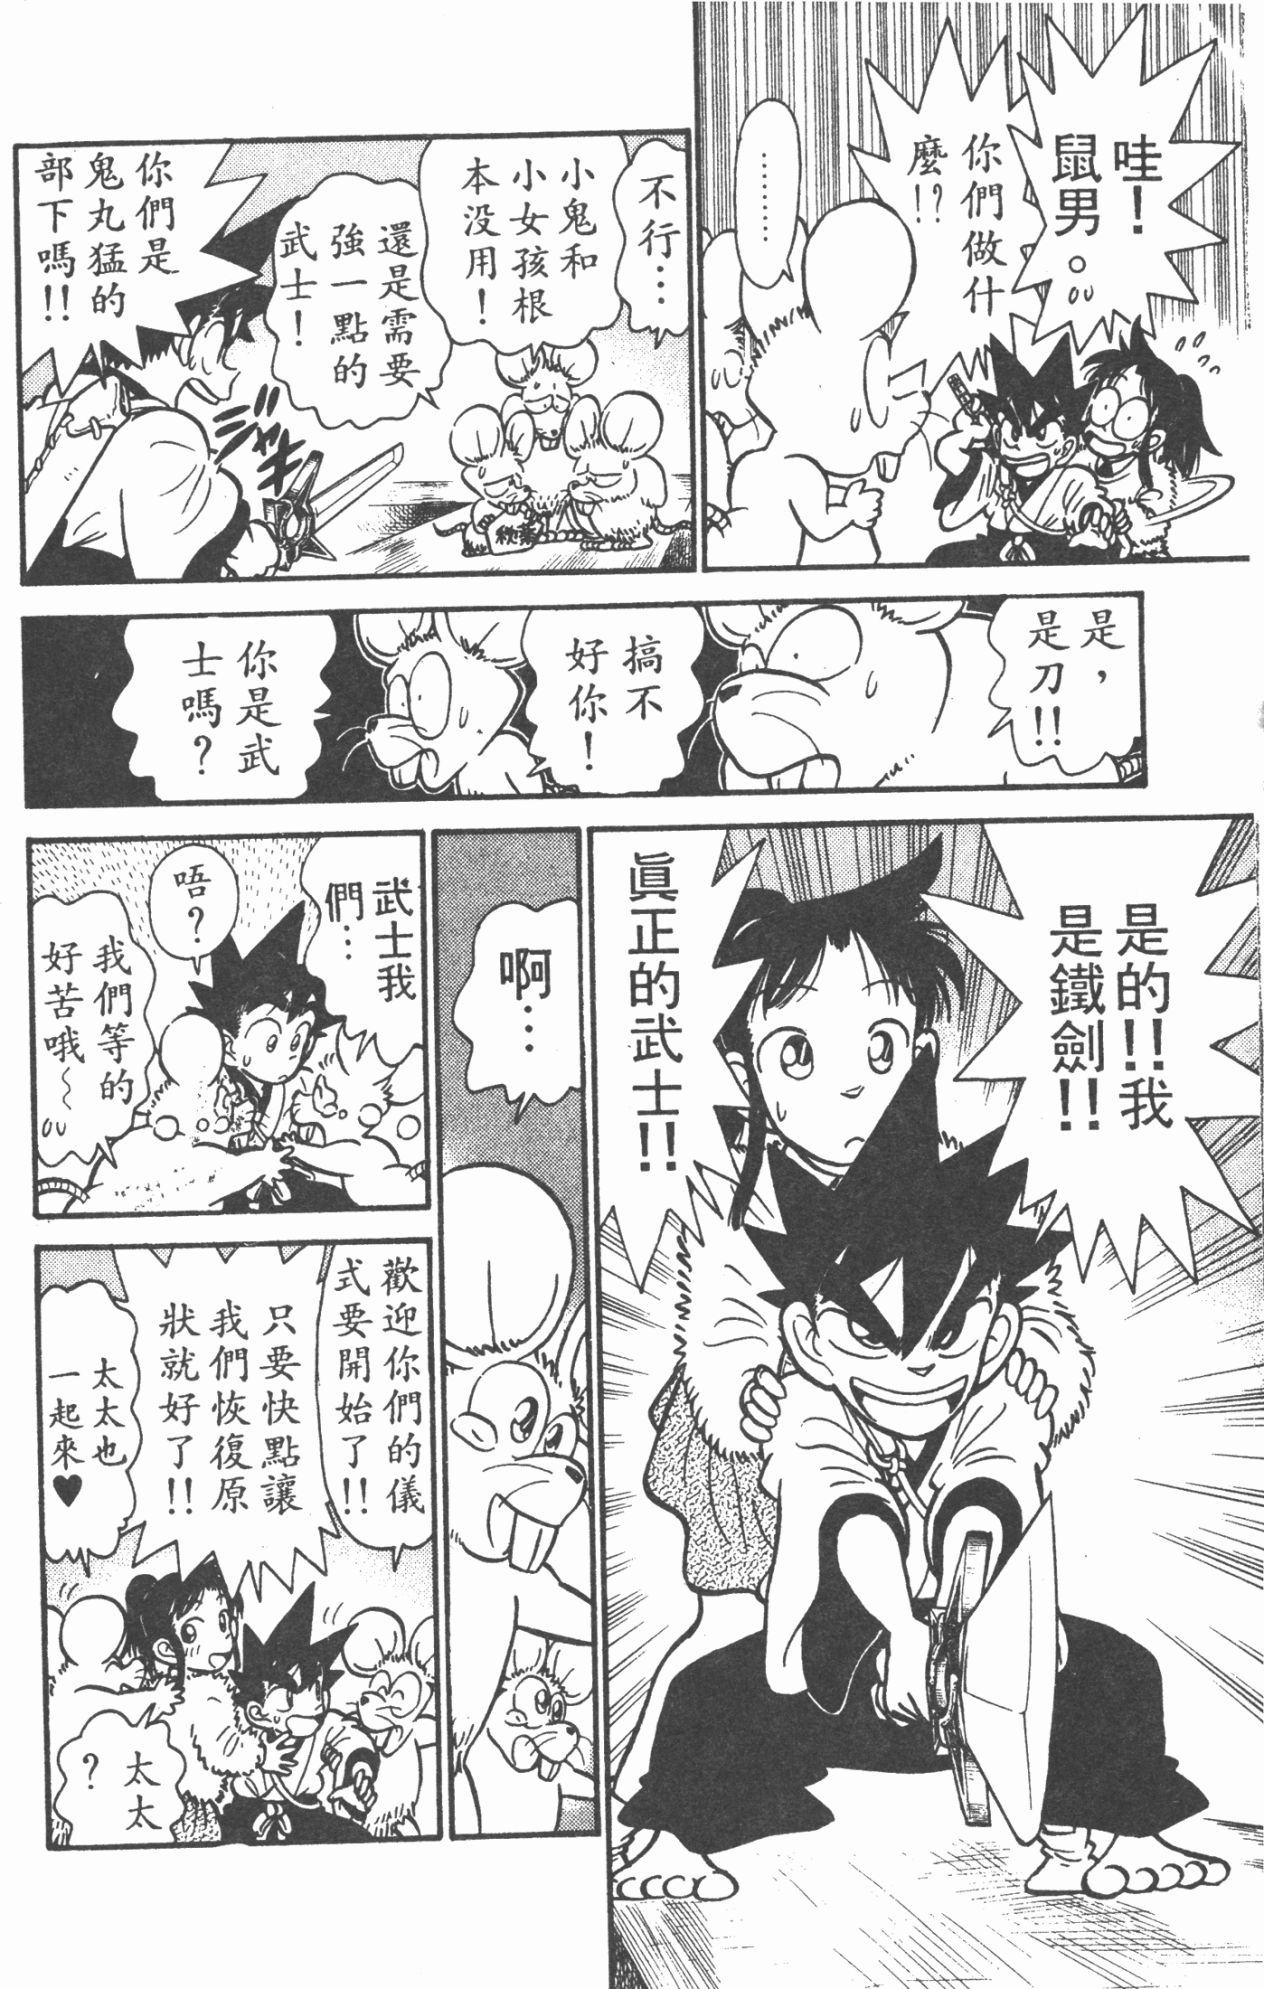 哇！
鼠男。
你們做什
麼!?
………
不行…
小鬼和
小女孩根
本没用！
還是需要
強一點的
武士！
你們是
鬼丸猛的
部下嗎!!
ジャキ
是，
是刀!!
搞不
好你！
你是武
士嗎？
是的!!我
是鐵劍!!
眞正的武士!!
啊…
武士我
們…
唔？
我們等的
好苦哦～
歡迎你們的儀
式要開始了!!
只要快點讓
我們恢復原
狀就好了!!
太太也
一起來♥
太太
？